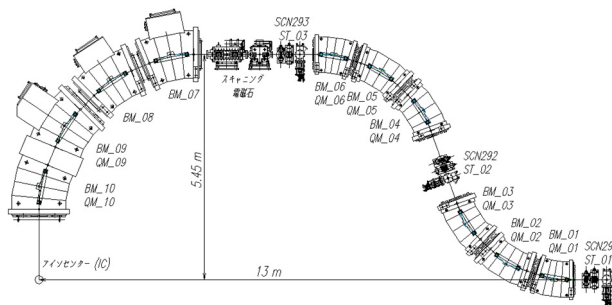 SCN293
ST_03
スキャニング
電磁石
BM_07
BM_08
BM_09
QM_09
BM_10
QM_10
BM_06
QM_06
BM_05
QM_05
BM_04
QM_04
SCN292
ST_02
BM_03
QM_03
BM_02
QM_02
BM_01
QM_01
SCN29
ST_01
5.45 m
アイソセンター (IC)
13 m